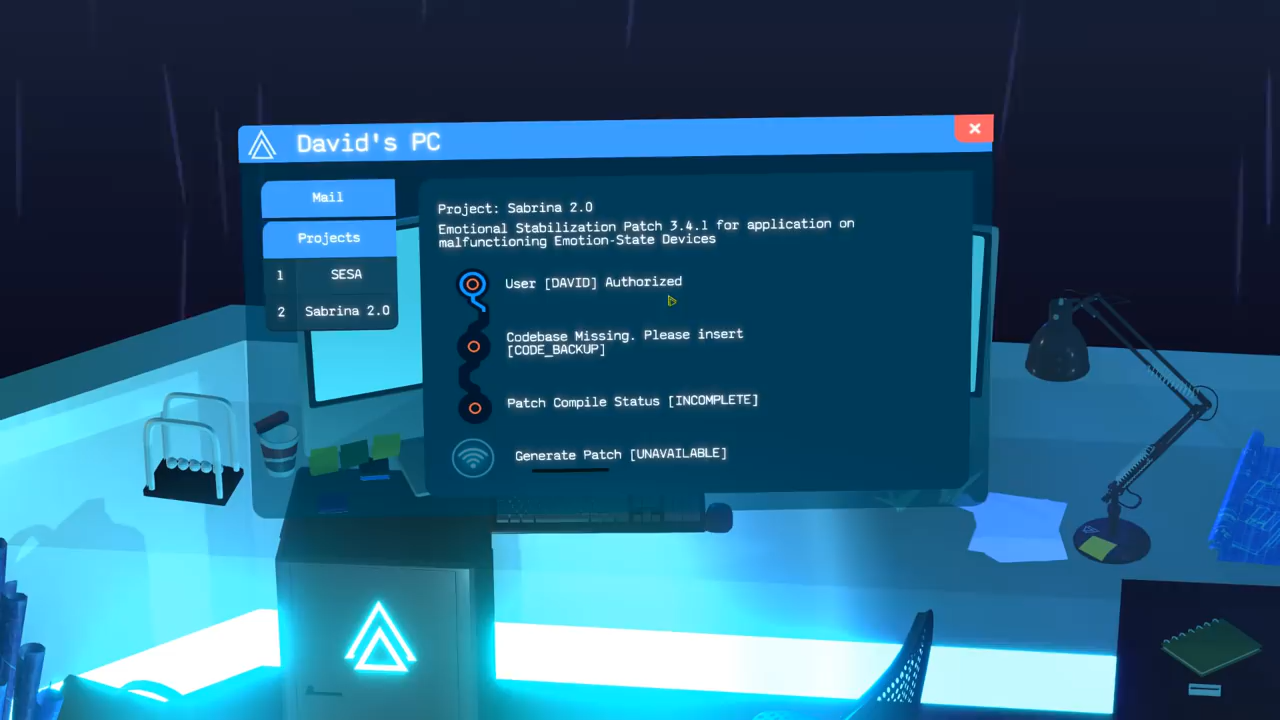 David's PC
Mail
Projects
1 SESA
2 Sabrina 2.0
Project: Sabrina 2.0
Emotional Stabilization Patch 3.4.1 for application on
malfunctioning Emotion-State Devices
User [DAVID] Authorized
Codebase Missing. Please insert
[CODE_BACKUP]
Patch Compile Status [INCOMPLETE]
Generate Patch [UNAVAILABLE]